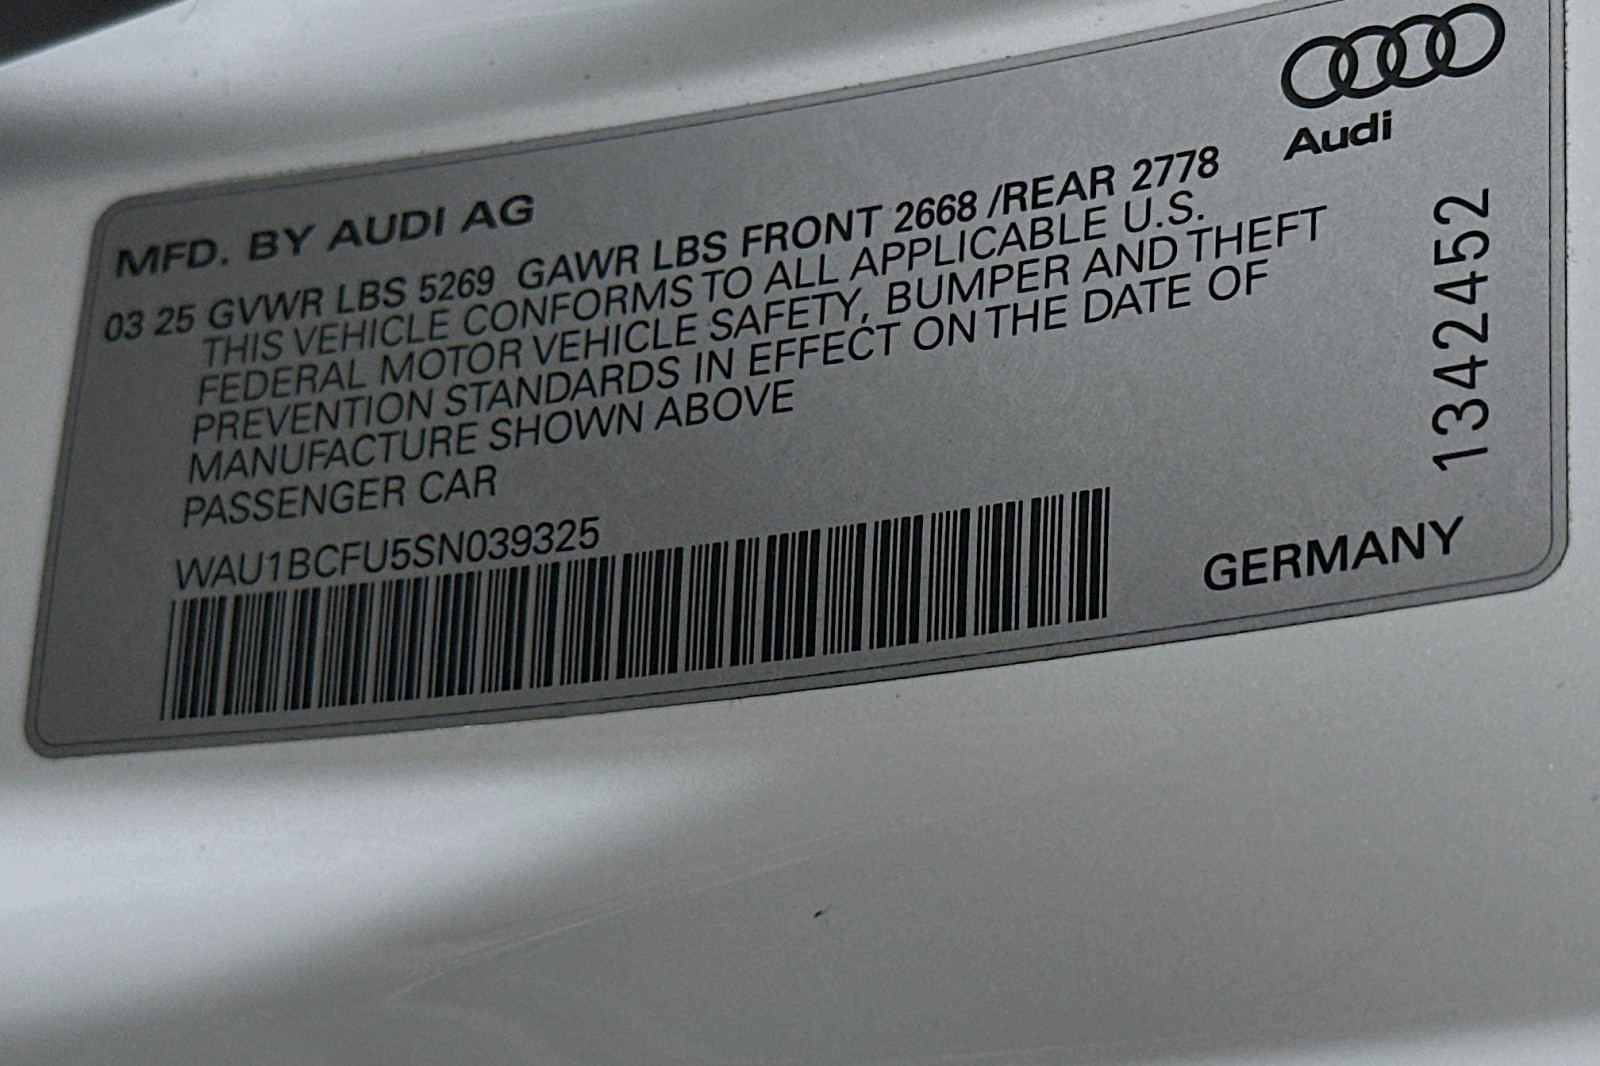 Audi
MFD. BY AUDI AG
03 25 GVWR LBS 5269 GAWR LBS FRONT 2668 /REAR 2778
THIS VEHICLE CONFORMS TO ALL APPLICABLE U.S.
FEDERAL MOTOR VEHICLE SAFETY, BUMPER AND THEFT
PREVENTION STANDARDS IN EFFECT ON THE DATE OF
MANUFACTURE SHOWN ABOVE
PASSENGER CAR
WAU1BCFU5SN039325
GERMANY
1342452